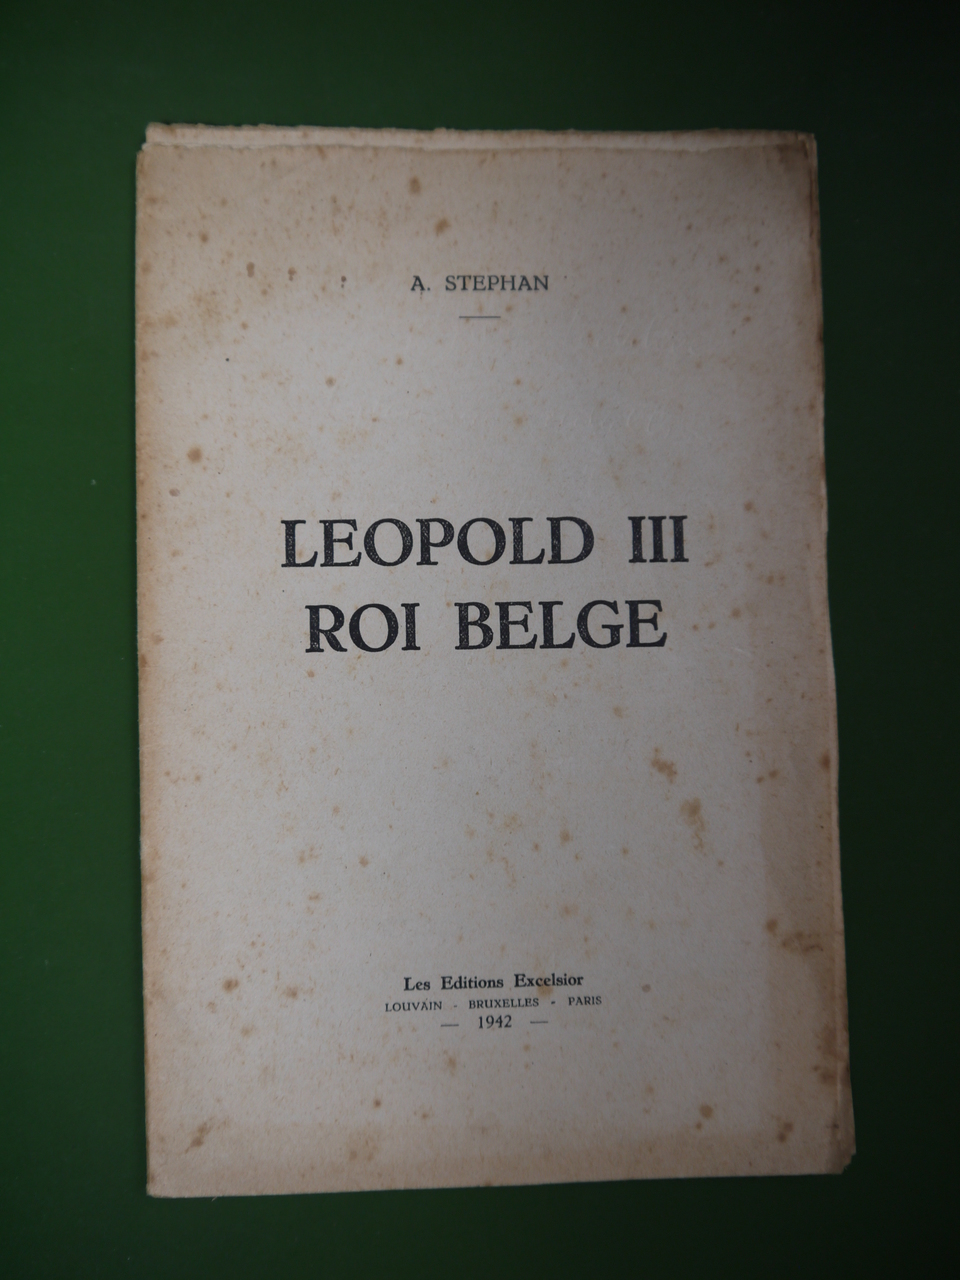 A. STEPHAN
LEOPOLD III
ROI BELGE
Les Editions Excelsior
LOUVAIN - BRUXELLES - PARIS
— 1942 —